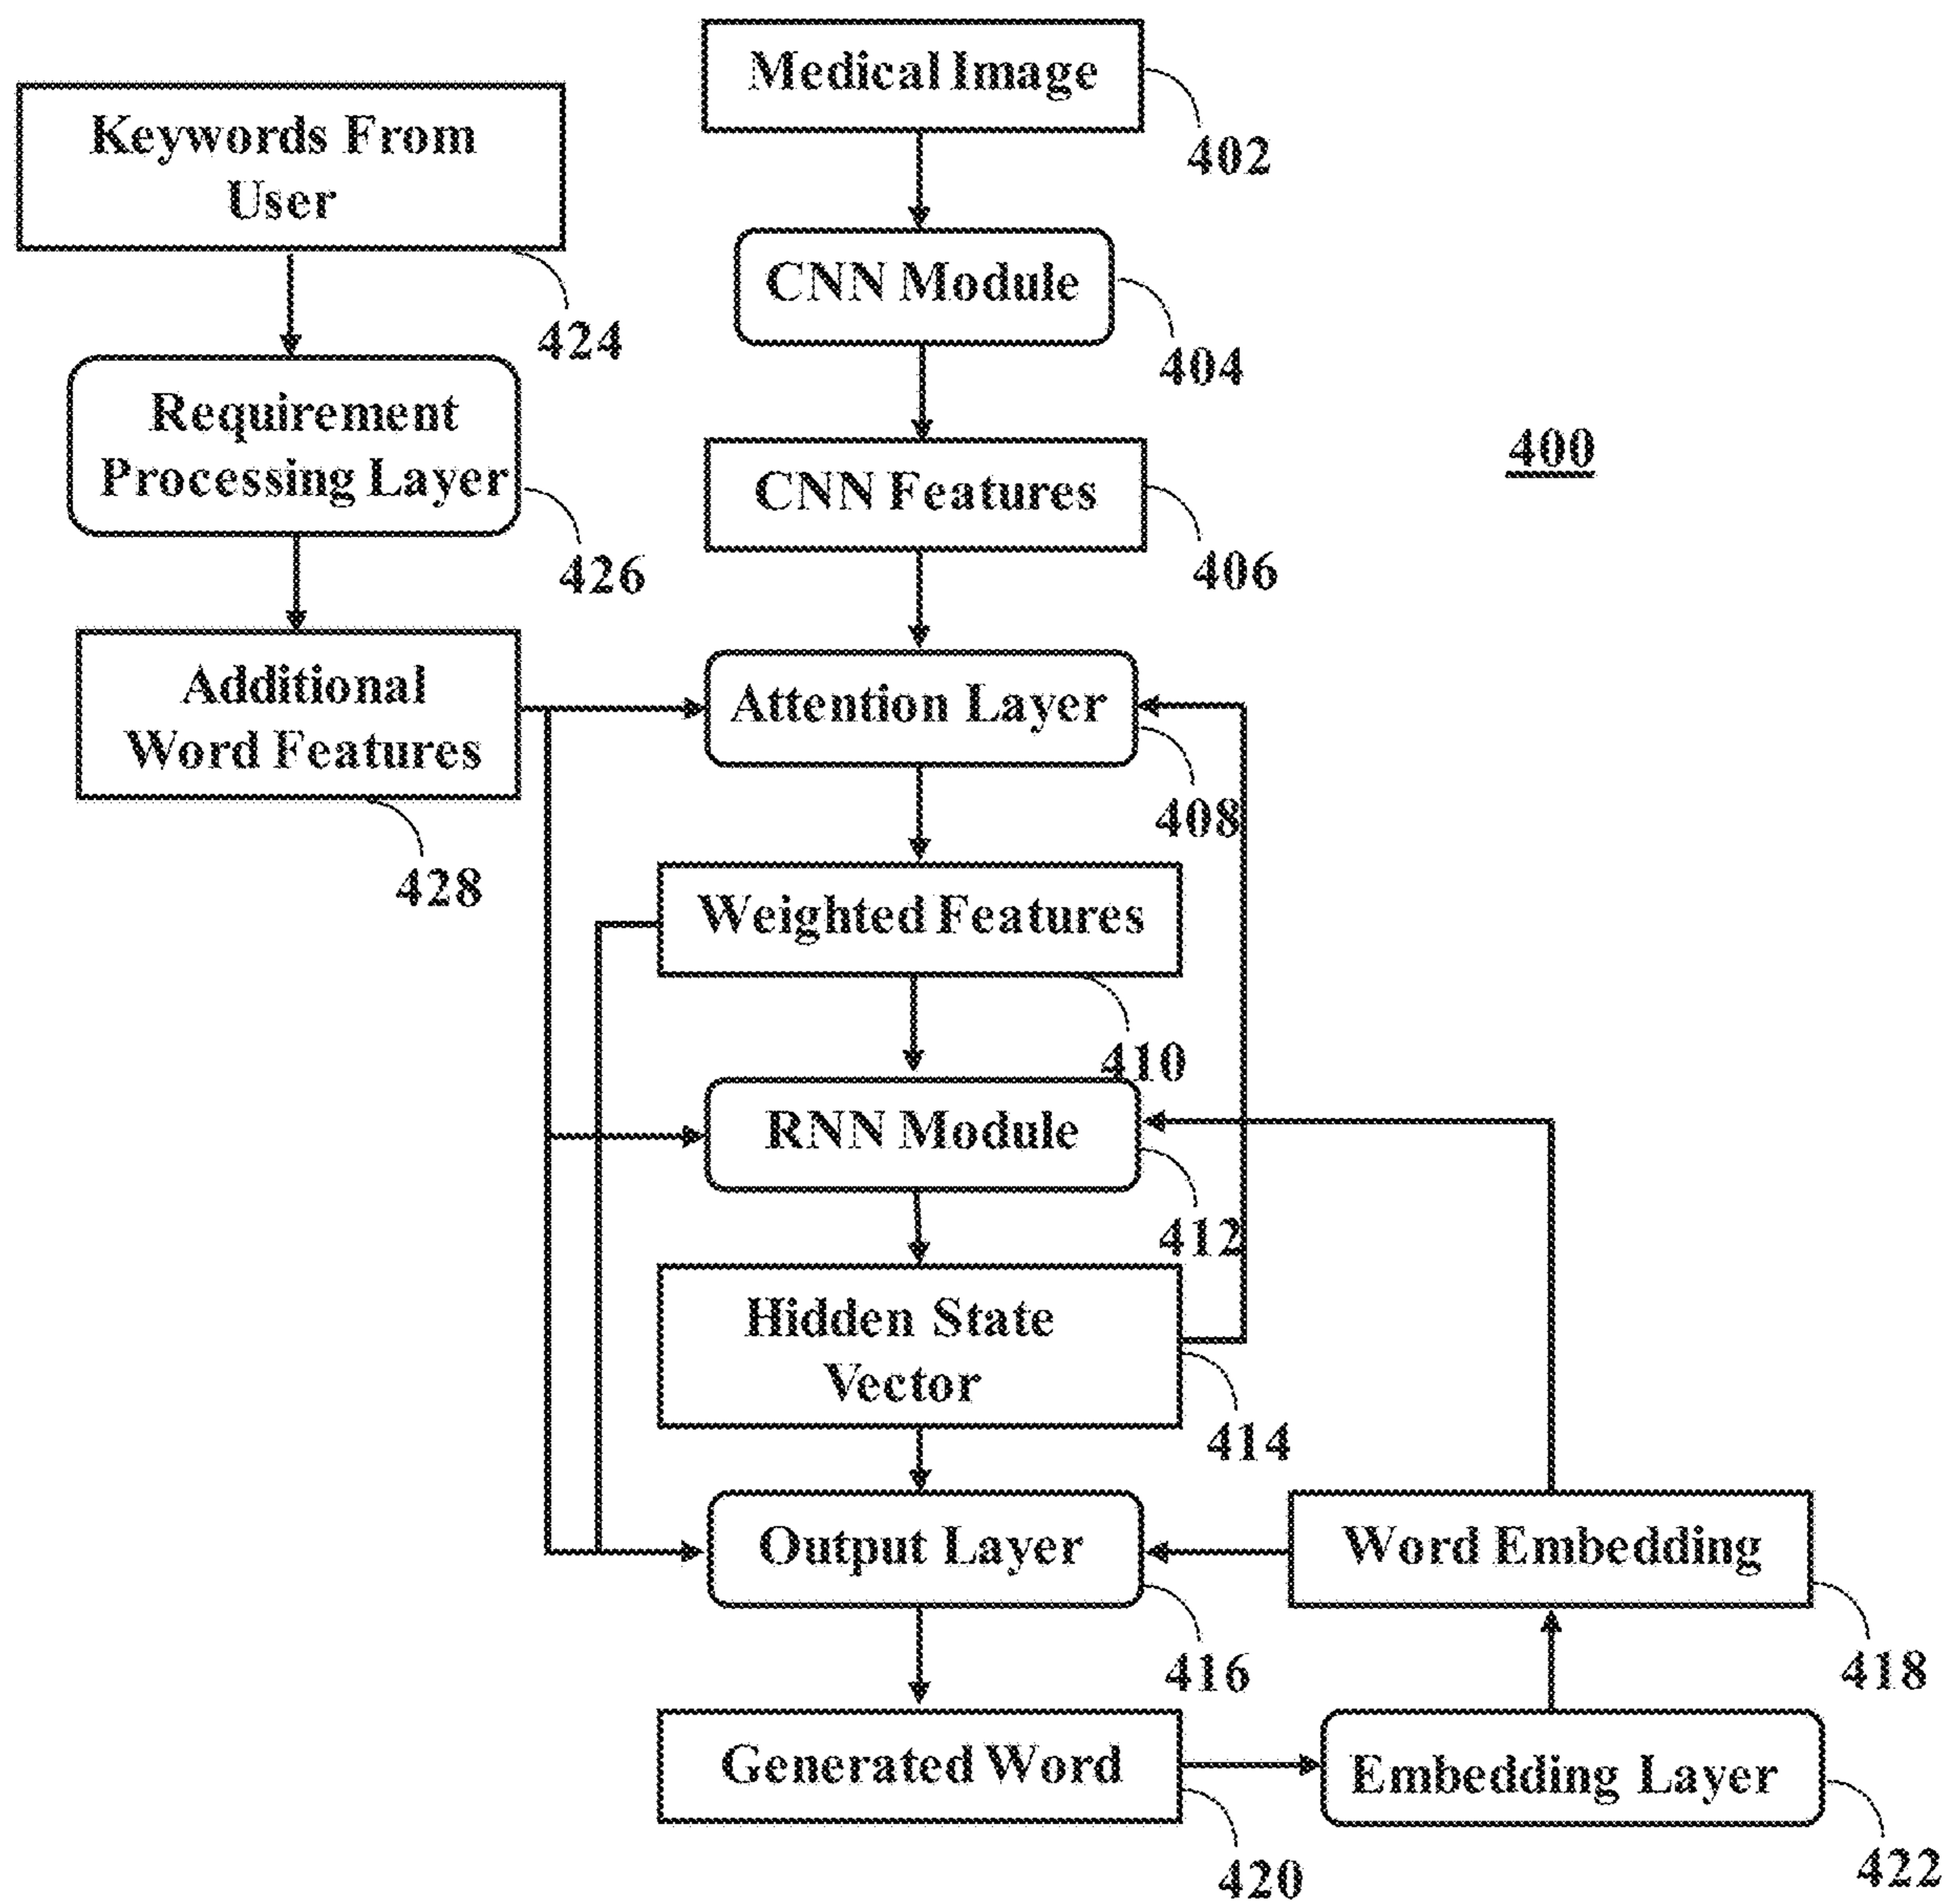 Medical Image
402
Keywords From
User
424
CNN Module
404
Requirement
Processing Layer
426
CNN Features
406
400
Additional
Word Features
428
Attention Layer
408
Weighted Features
410
RNN Module
412
Hidden State
Vector
414
Output Layer
416
Word Embedding
418
Generated Word
420
Embedding Layer
422